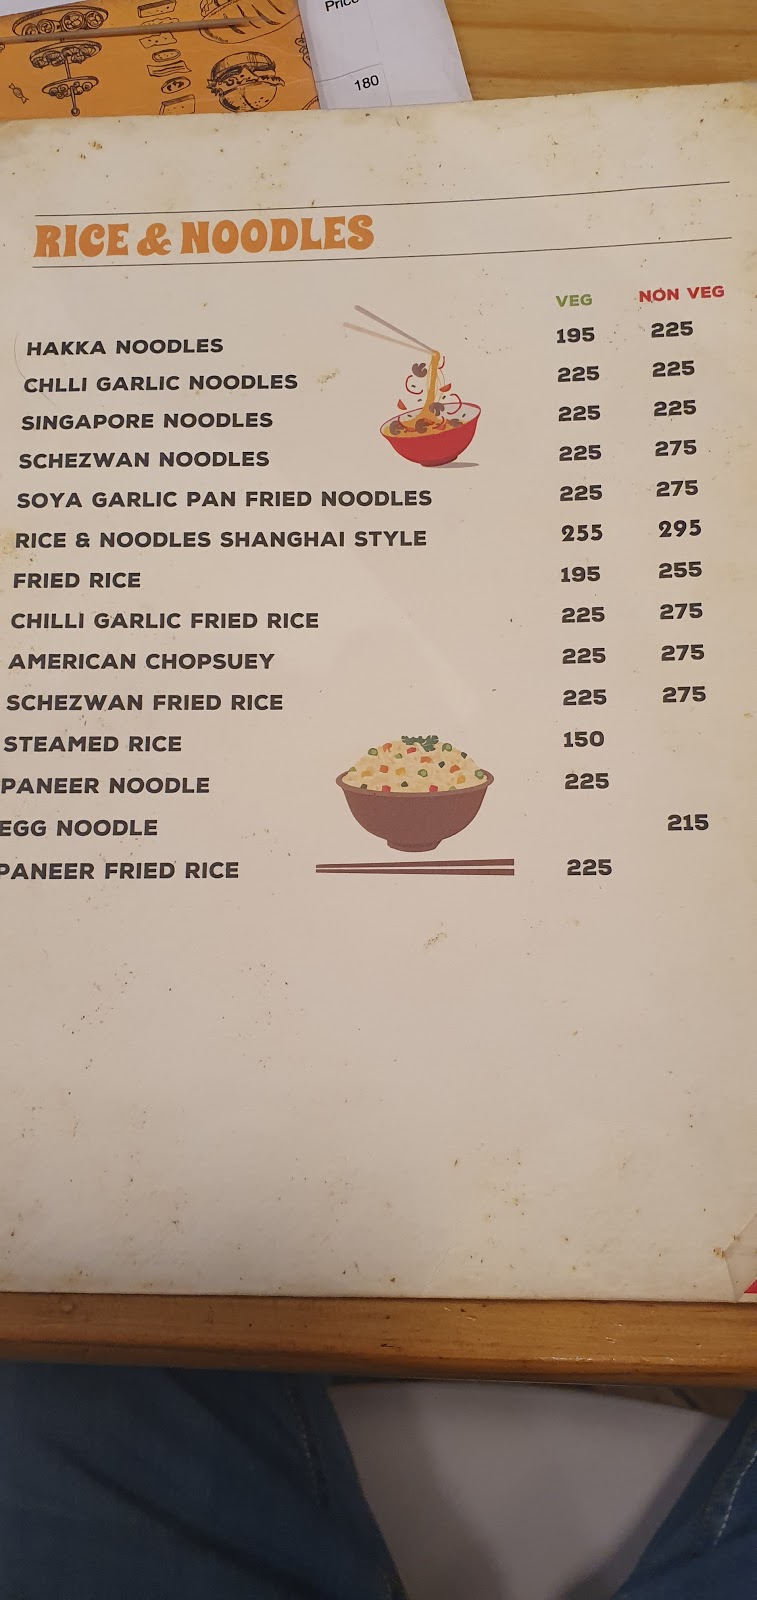 Price
180
RICE & NOODLES
VEG NON VEG
HAKKA NOODLES 195 225
CHLLI GARLIC NOODLES 225 225
SINGAPORE NOODLES 225 225
SCHEZWAN NOODLES 225 275
SOYA GARLIC PAN FRIED NOODLES 225 275
RICE & NOODLES SHANGHAI STYLE 255 295
FRIED RICE 195 255
CHILLI GARLIC FRIED RICE 225 275
AMERICAN CHOPSUEY 225 275
SCHEZWAN FRIED RICE 225 275
STEAMED RICE 150
PANEER NOODLE 225
EGG NOODLE 215
PANEER FRIED RICE 225